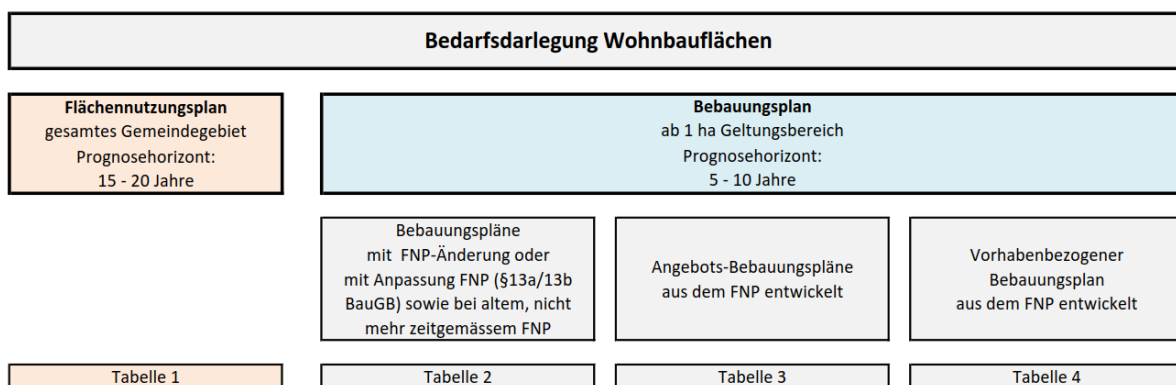 Bedarfsdarlegung Wohnbauflächen
Flächennutzungsplan
gesamtes Gemeindegebiet
Prognosehorizont:
15 - 20 Jahre
Bebauungsplan
ab 1 ha Geltungsbereich
Prognosehorizont:
5 - 10 Jahre
Bebauungspläne
mit FNP-Änderung oder
mit Anpassung FNP (§13a/13b
BauGB) sowie bei altem, nicht
mehr zeitgemässem FNP
Angebots-Bebauungspläne
aus dem FNP entwickelt
Vorhabenbezogener
Bebauungsplan
aus dem FNP entwickelt
Tabelle 1
Tabelle 2
Tabelle 3
Tabelle 4